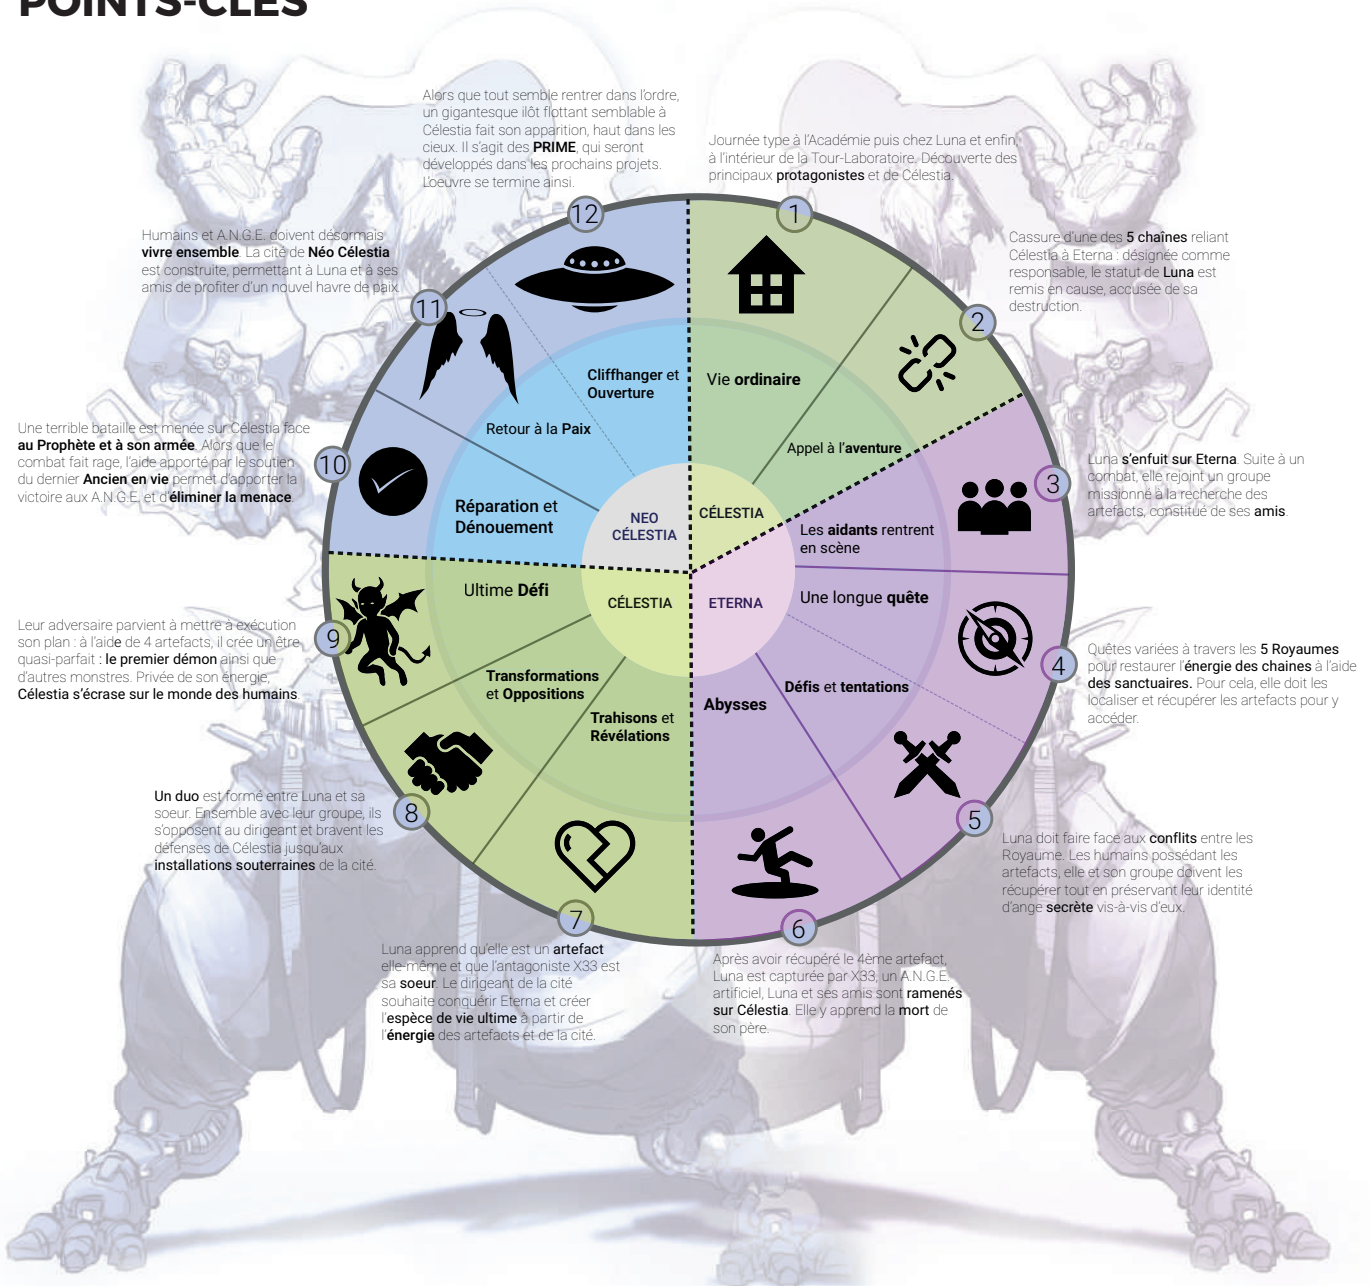 POINTS-CLÉS
Alors que tout semble rentrer dans l'ordre,
un gigantesque ilôt flottant semblable à
Célestia fait son apparition, haut dans les
cieux. Il s'agit des PRIME, qui seront
développés dans les prochains projets.
L'oeuvre se termine ainsi.
Journée type à l'Académie puis chez Luna et enfin,
à l'intérieur de la Tour-Laboratoire. Découverte des
principaux protagonistes et de Célestia.
12
1
Humains et A.N.G.E. doivent désormais
vivre ensemble. La cité de Néo Célestia
est construite, permettant à Luna et à ses
amis de profiter d'un nouvel havre de paix.
Cassure d'une des 5 chaînes reliant
Célestia à Eterna : désignée comme
responsable, le statut de Luna est
remis en cause, accusée de sa
destruction.
11
2
Cliffhanger et
Ouverture
Vie ordinaire
Retour à la Paix
Appel à l'aventure
Une terrible bataille est menée sur Célestia face
au Prophète et à son armée. Alors que le
combat fait rage, l'aide apporté par le soutien
du dernier Ancien en vie permet d'apporter la
victoire aux A.N.G.E. et d'éliminer la menace.
10
3
Luna s'enfuit sur Eterna. Suite à un
combat, elle rejoint un groupe
missionné à la recherche des
artefacts, constitué de ses amis.
Réparation et
Dénouement
NEO
CÉLESTIA
CÉLESTIA
Les aidants rentrent
en scène
Ultime Défi
CÉLESTIA
ETERNA
Une longue quête
Leur adversaire parvient à mettre à exécution
son plan : à l'aide de 4 artefacts, il crée un être
quasi-parfait : le premier démon ainsi que
d'autres monstres. Privée de son énergie,
Célestia s'écrase sur le monde des humains.
9
4
Quêtes variées à travers les 5 Royaumes
pour restaurer l'énergie des chaines à l'aide
des sanctuaires. Pour cela, elle doit les
localiser et récupérer les artefacts pour y
accéder.
Transformations
et Oppositions
Défis et tentations
Trahisons et
Révélations
Abysses
Un duo est formé entre Luna et sa
soeur. Ensemble avec leur groupe, ils
s'opposent au dirigeant et bravent les
défenses de Célestia jusqu'aux
installations souterraines de la cité.
8
5
Luna doit faire face aux conflits entre les
Royaume. Les humains possédant les
artefacts, elle et son groupe doivent les
récupérer tout en préservant leur identité
d'ange secrète vis-à-vis d'eux.
7
6
Luna apprend qu'elle est un artefact
elle-même et que l'antagoniste X33 est
sa soeur. Le dirigeant de la cité
souhaite conquérir Eterna et créer
l'espèce de vie ultime à partir de
l'énergie des artefacts et de la cité.
Après avoir récupéré le 4ème artefact,
Luna est capturée par X33, un A.N.G.E.
artificiel, Luna et ses amis sont ramenés
sur Célestia. Elle y apprend la mort de
son père.